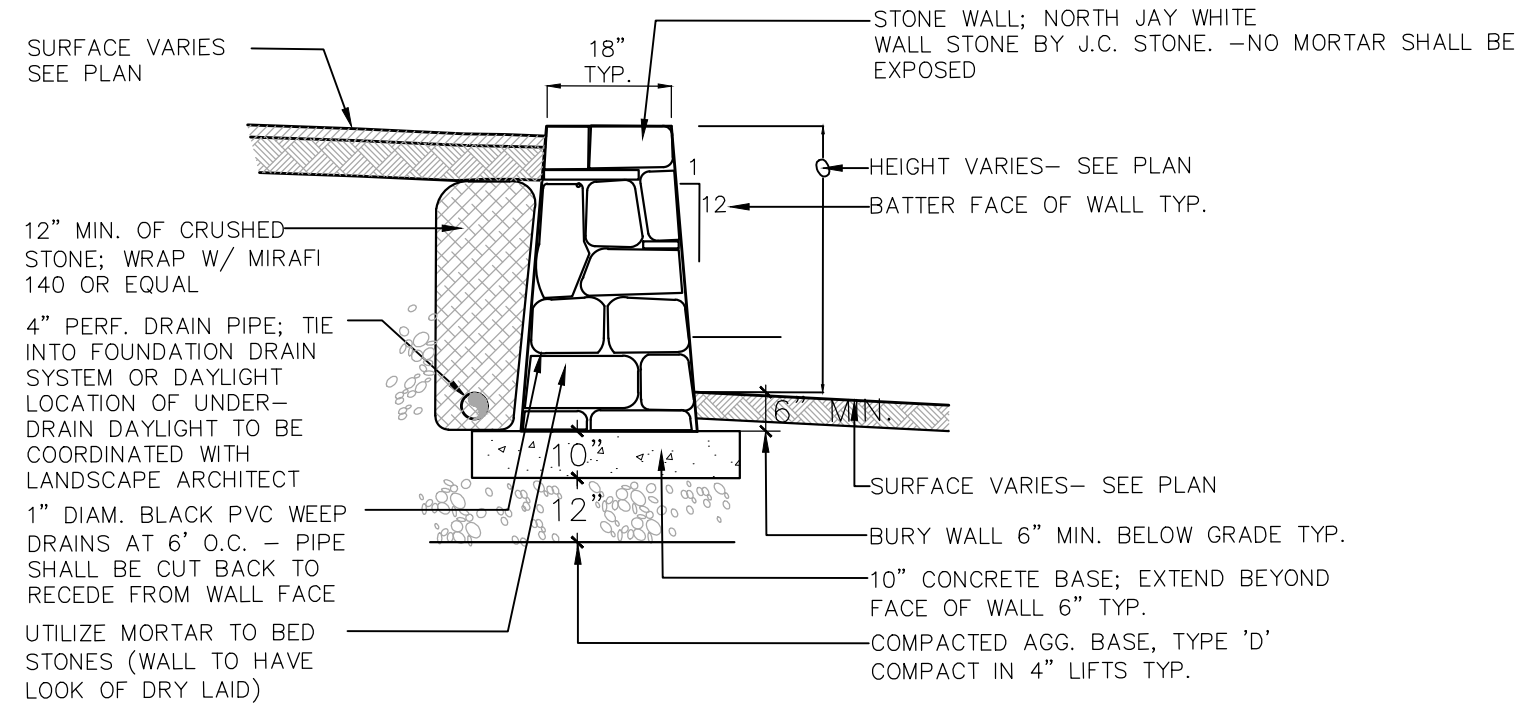 SURFACE VARIES
SEE PLAN
18"
TYP.
STONE WALL; NORTH JAY WHITE
WALL STONE BY J.C. STONE. –NO MORTAR SHALL BE
EXPOSED
1
12
HEIGHT VARIES– SEE PLAN
BATTER FACE OF WALL TYP.
12" MIN. OF CRUSHED
STONE; WRAP W/ MIRAFI
140 OR EQUAL
4" PERF. DRAIN PIPE; TIE
INTO FOUNDATION DRAIN
SYSTEM OR DAYLIGHT
LOCATION OF UNDER–
DRAIN DAYLIGHT TO BE
COORDINATED WITH
LANDSCAPE ARCHITECT
1" DIAM. BLACK PVC WEEP
DRAINS AT 6' O.C. – PIPE
SHALL BE CUT BACK TO
RECEDE FROM WALL FACE
UTILIZE MORTAR TO BED
STONES (WALL TO HAVE
LOOK OF DRY LAID)
6" MIN.
10"
12"
SURFACE VARIES– SEE PLAN
BURY WALL 6" MIN. BELOW GRADE TYP.
10" CONCRETE BASE; EXTEND BEYOND
FACE OF WALL 6" TYP.
COMPACTED AGG. BASE, TYPE 'D'
COMPACT IN 4" LIFTS TYP.